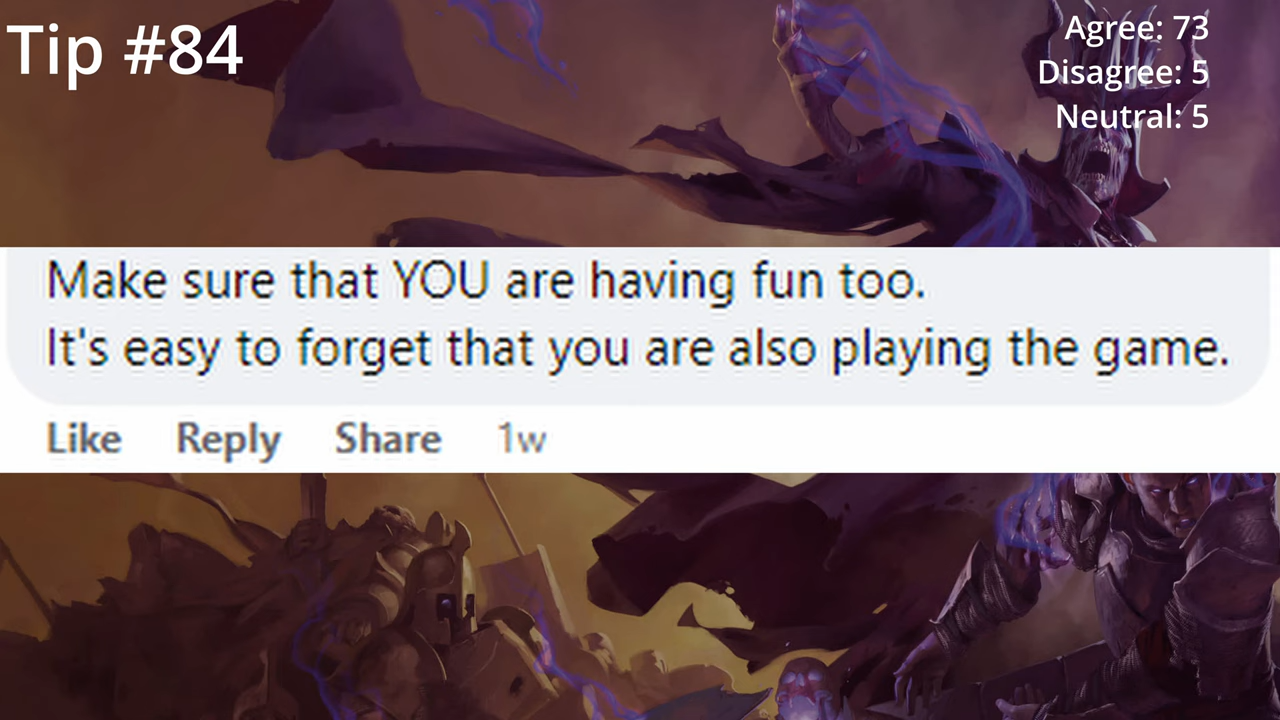 Tip #84
Agree: 73
Disagree: 5
Neutral: 5
Make sure that YOU are having fun too.
It's easy to forget that you are also playing the game.
Like Reply Share 1w